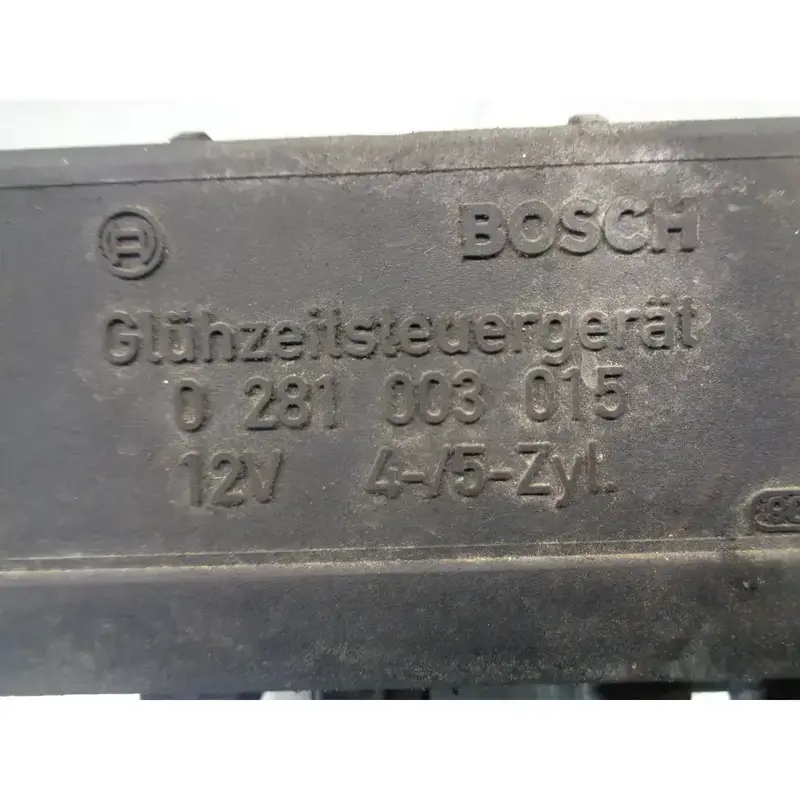 BOSCH
Glühzeitsteuergerät
0 281 003 015
12V 4-/5-Zyl.